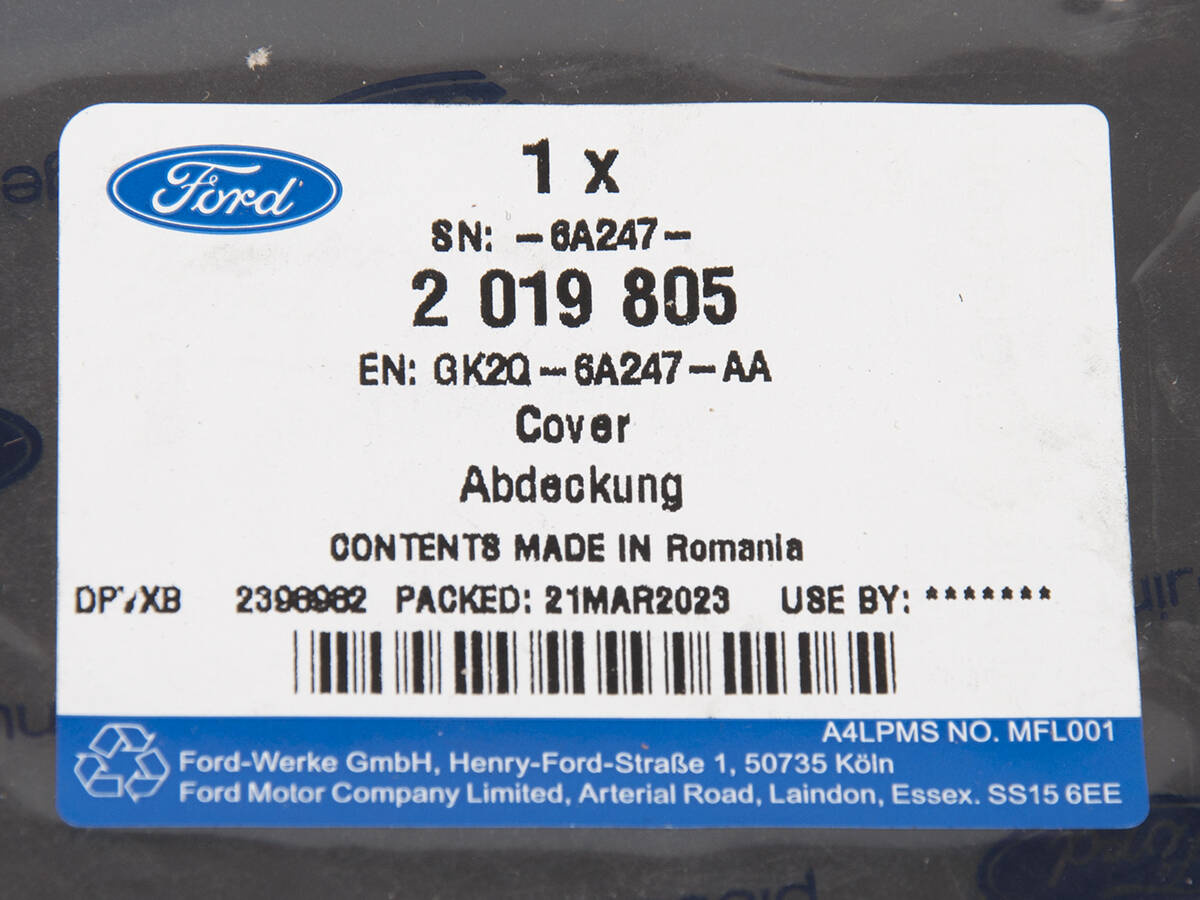 Ford
1 x
SN: -6A247-
2 019 805
EN: GK2Q-6A247-AA
Cover
Abdeckung
CONTENTS MADE IN Romania
PACKED: 21MAR2023 USE BY: *******
A4LPMS NO. MFL001
Ford-Werke GmbH, Henry-Ford-Straße 1, 50735 Köln
Ford Motor Company Limited, Arterial Road, Laindon, Essex. SS15 6EE